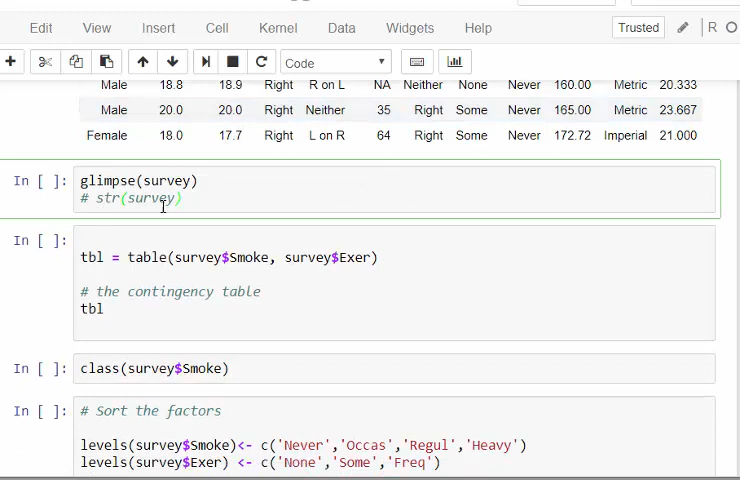 Edit View Insert Cell Kernel Data Widgets Help Trusted R
Code
Male 18.8 18.9 Right R on L NA Neither None Never 160.00 Metric 20.333
Male 20.0 20.0 Right Neither 35 Right Some Never 165.00 Metric 23.667
Female 18.0 17.7 Right L on R 64 Right Some Never 172.72 Imperial 21.000
In [ ]: glimpse(survey)
# str(survey)
In [ ]:
tbl = table(survey$Smoke, survey$Exer)
# the contingency table
tbl
In [ ]: class(survey$Smoke)
In [ ]: # Sort the factors
levels(survey$Smoke)<- c('Never','Occas','Regul','Heavy')
levels(survey$Exer) <- c('None','Some','Freq')